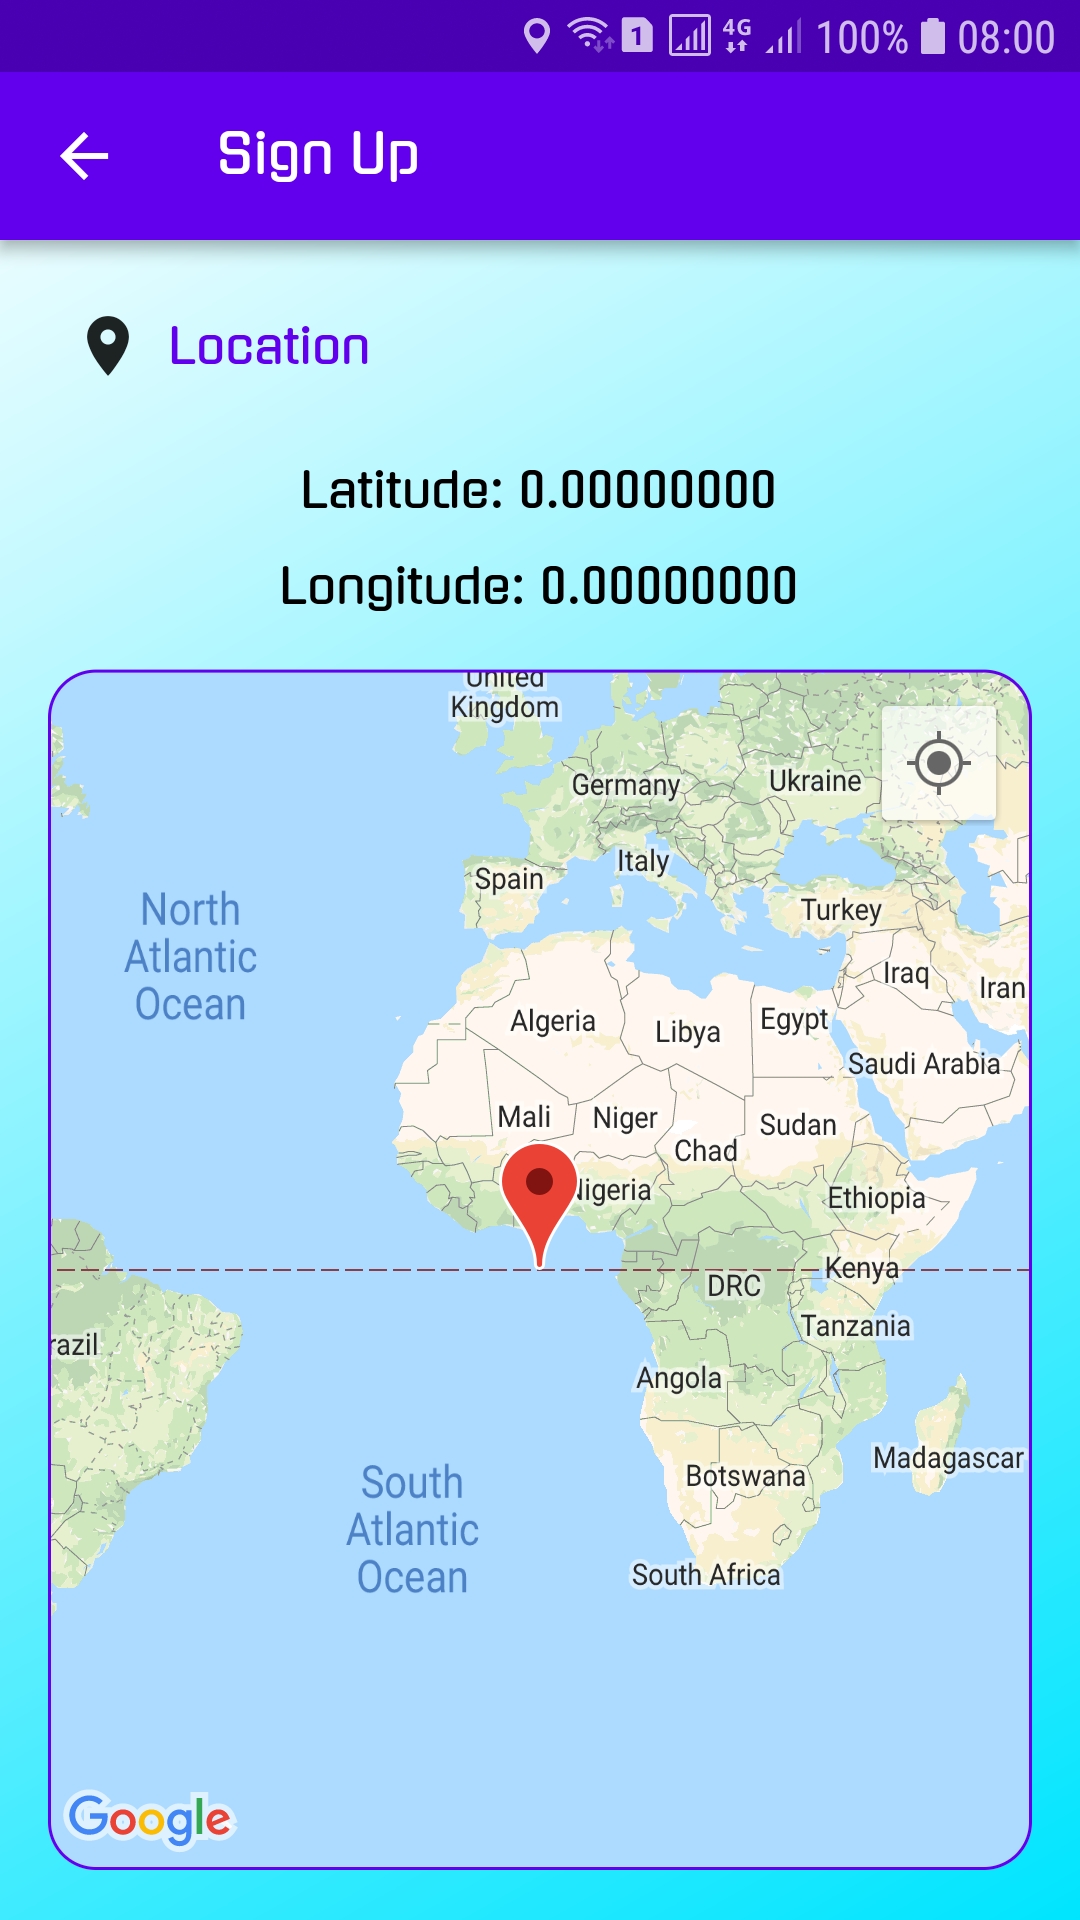 1 4G 100% 08:00
Sign Up
Location
Latitude: 0.00000000
Longitude: 0.00000000
United
Kingdom
Germany
Ukraine
Italy
Spain
Turkey
North
Atlantic
Ocean
Iraq
Iran
Algeria
Libya
Egypt
Saudi Arabia
Mali
Niger
Sudan
Chad
Nigeria
Ethiopia
Kenya
DRC
Tanzania
razil
Angola
Madagascar
Botswana
South
Atlantic
Ocean
South Africa
Google